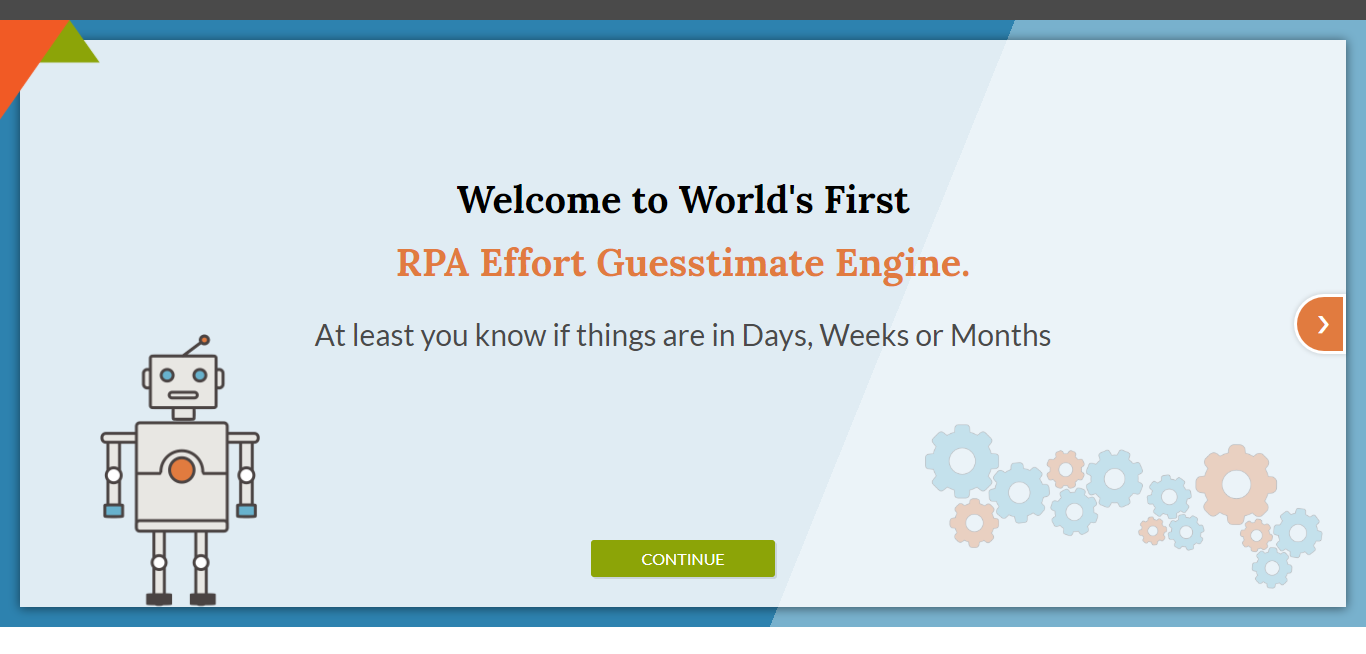 Welcome to World's First
RPA Effort Guesstimate Engine.
At least you know if things are in Days, Weeks or Months
CONTINUE